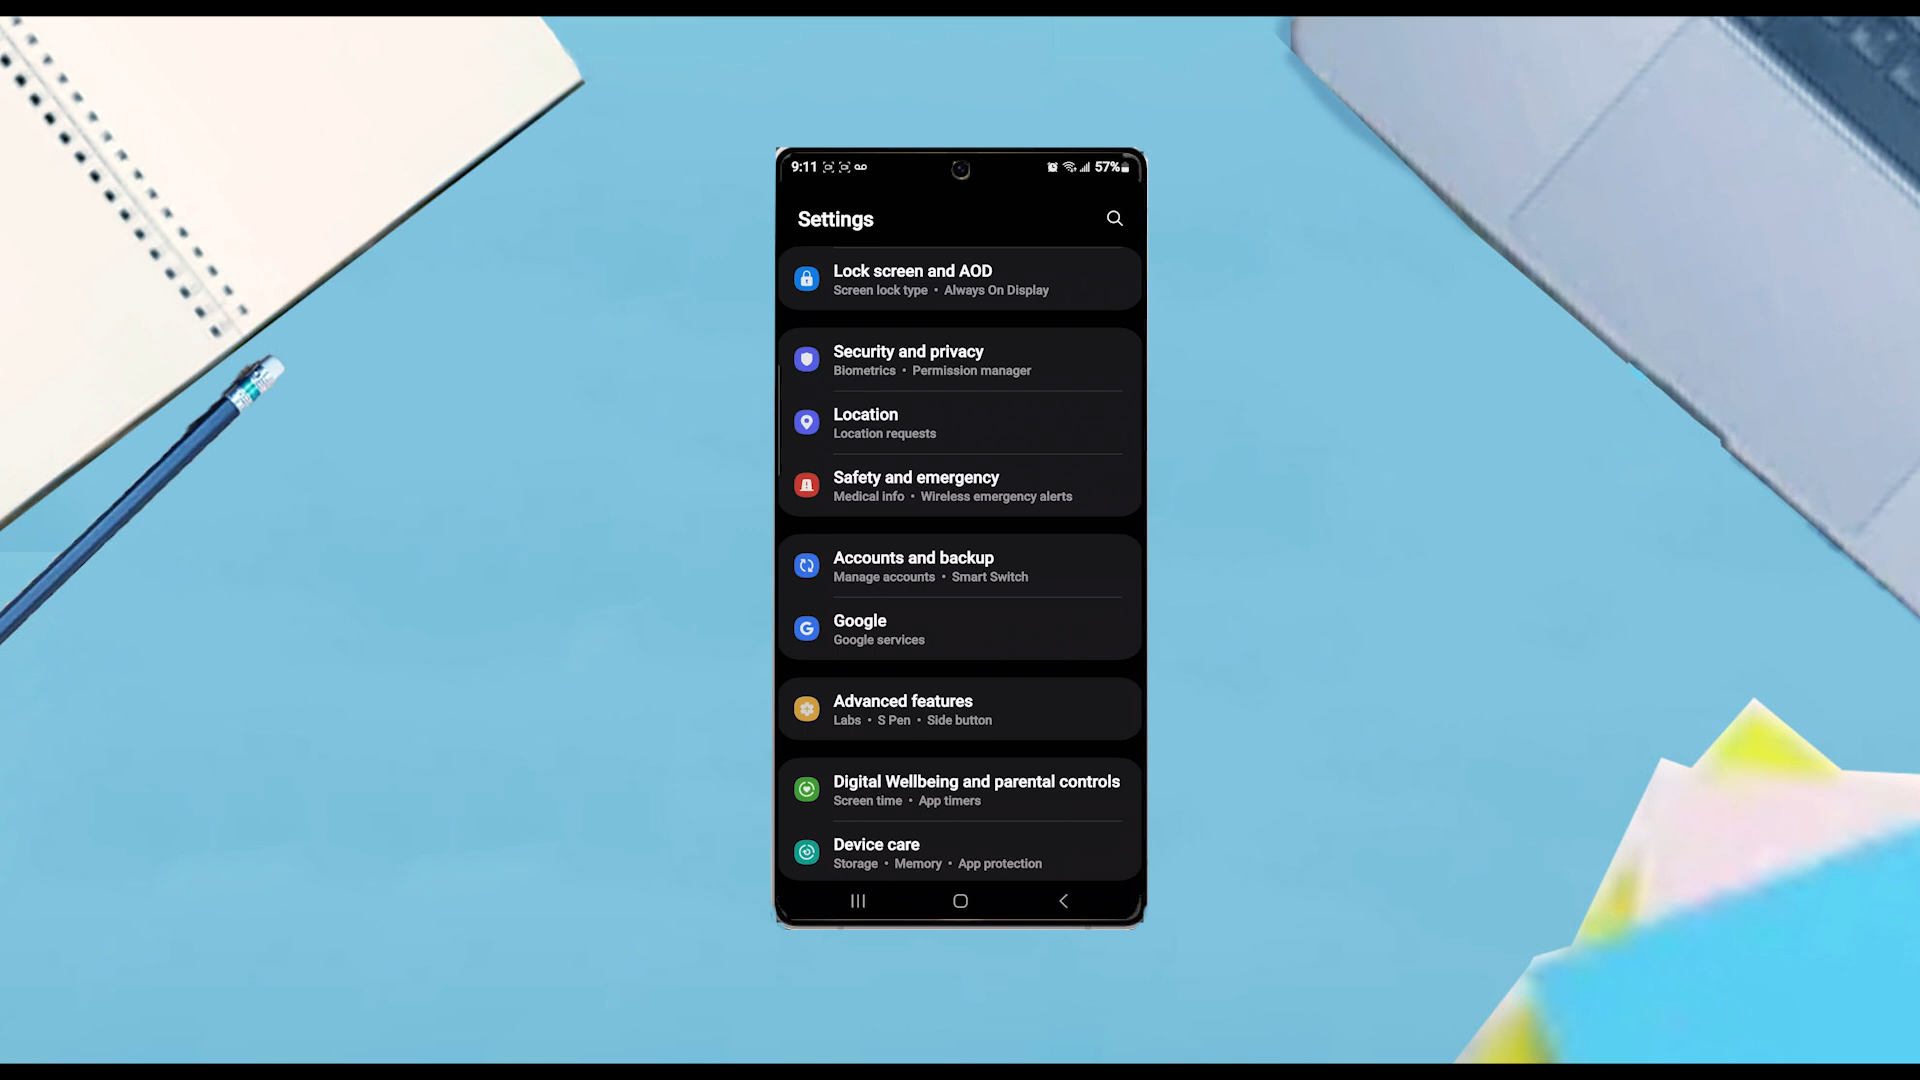 9:11
57%
Settings
Lock screen and AOD
Screen lock type • Always On Display
Security and privacy
Biometrics • Permission manager
Location
Location requests
Safety and emergency
Medical info • Wireless emergency alerts
Accounts and backup
Manage accounts • Smart Switch
Google
Google services
Advanced features
Labs • S Pen • Side button
Digital Wellbeing and parental controls
Screen time • App timers
Device care
Storage • Memory • App protection